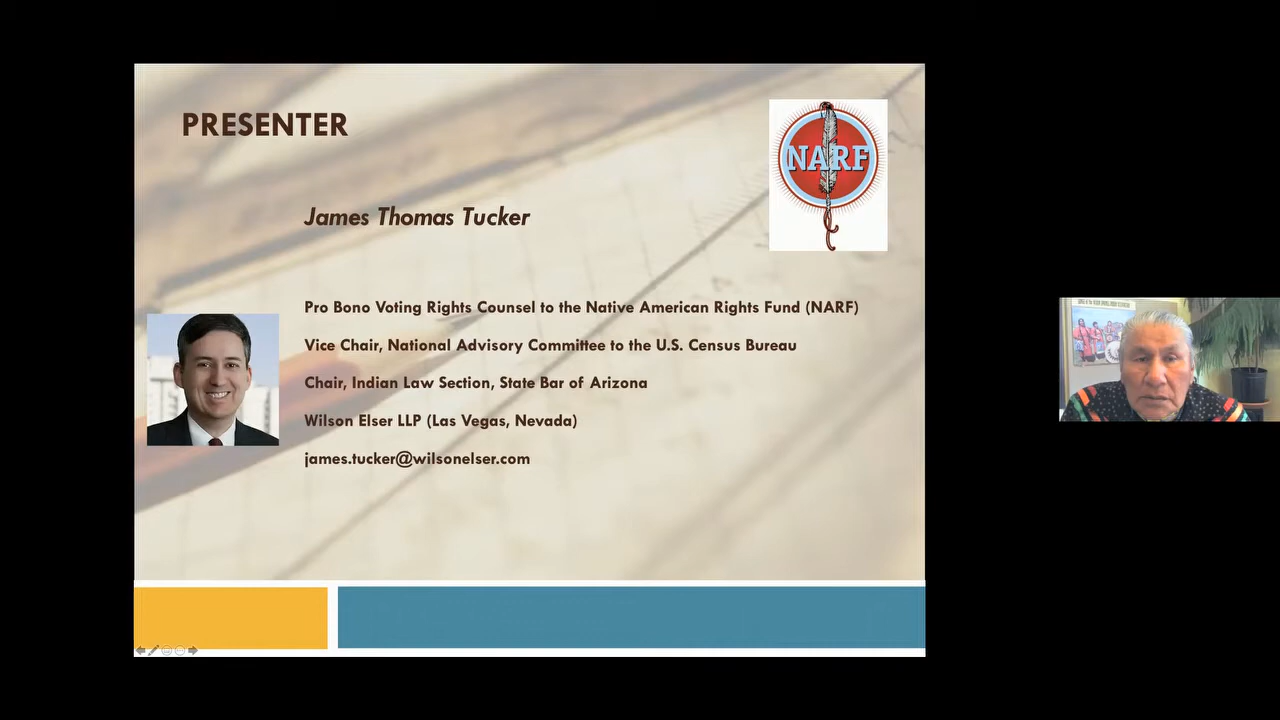 PRESENTER
NARF
James Thomas Tucker
Pro Bono Voting Rights Counsel to the Native American Rights Fund (NARF)
Vice Chair, National Advisory Committee to the U.S. Census Bureau
Chair, Indian Law Section, State Bar of Arizona
Wilson Elser LLP (Las Vegas, Nevada)
james.tucker@wilsonelser.com